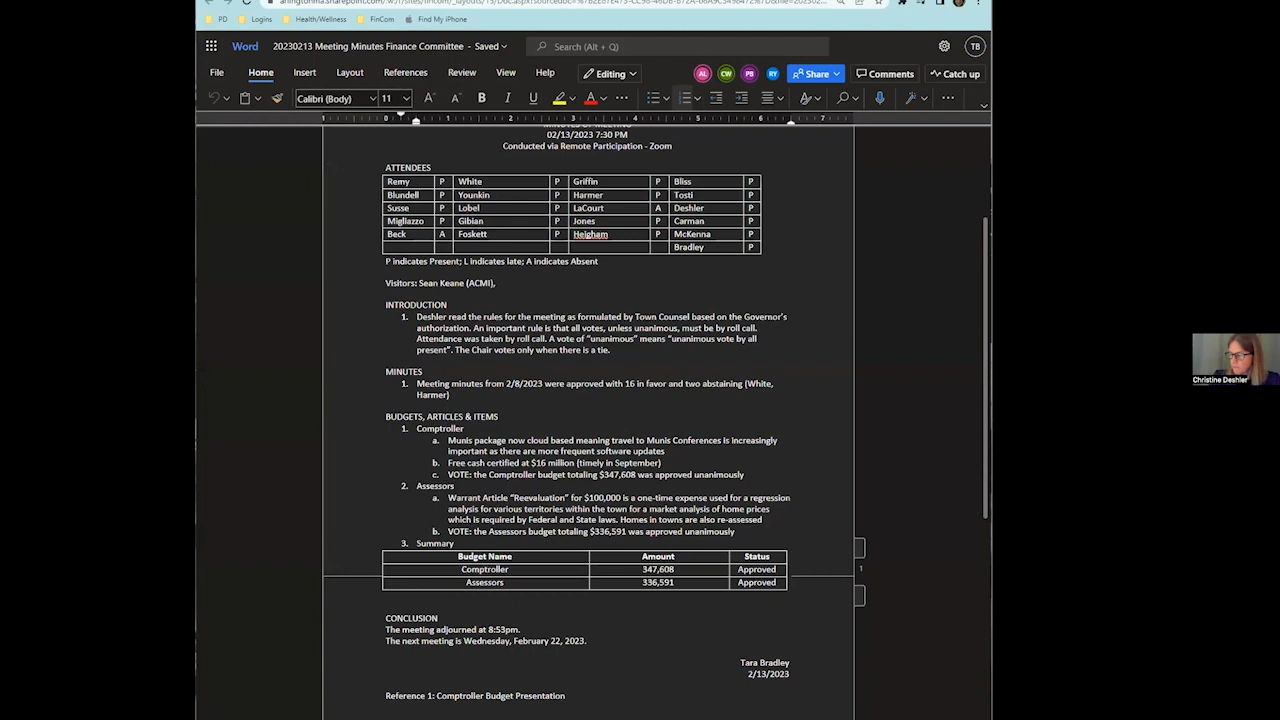 PD Logins Health/Wellness FinCom Find My iPhone
Word 20230213 Meeting Minutes Finance Committee - Saved Search (Alt + Q) TB
File Home Insert Layout References Review View Help Editing AL CW PB RY Share Comments Catch up
Calibri (Body) 11 B I U A
1 0 1 2 3 4 5 6 7
02/13/2023 7:30 PM
Conducted via Remote Participation - Zoom
ATTENDEES
Remy P White P Griffin P Bliss P
Blundell P Younkin P Harmer P Tosti P
Susse P Lobel P LaCourt A Deshler P
Migliazzo P Gibian P Jones P Carman P
Beck A Foskett P Heigham P McKenna P
Bradley P
P indicates Present; L indicates late; A indicates Absent
Visitors: Sean Keane (ACMI),
INTRODUCTION
1. Deshler read the rules for the meeting as formulated by Town Counsel based on the Governor's
authorization. An important rule is that all votes, unless unanimous, must be by roll call.
Attendance was taken by roll call. A vote of "unanimous" means "unanimous vote by all
present". The Chair votes only when there is a tie.
MINUTES
1. Meeting minutes from 2/8/2023 were approved with 16 in favor and two abstaining (White,
Harmer)
BUDGETS, ARTICLES & ITEMS
1. Comptroller
a. Munis package now cloud based meaning travel to Munis Conferences is increasingly
important as there are more frequent software updates
b. Free cash certified at $16 million (timely in September)
c. VOTE: the Comptroller budget totaling $347,608 was approved unanimously
2. Assessors
a. Warrant Article "Reevaluation" for $100,000 is a one-time expense used for a regression
analysis for various territories within the town for a market analysis of home prices
which is required by Federal and State laws. Homes in towns are also re-assessed
b. VOTE: the Assessors budget totaling $336,591 was approved unanimously
3. Summary
Budget Name Amount Status
Comptroller 347,608 Approved
1
Assessors 336,591 Approved
CONCLUSION
The meeting adjourned at 8:53pm.
The next meeting is Wednesday, February 22, 2023.
Tara Bradley
2/13/2023
Reference 1: Comptroller Budget Presentation
Christine Deshler